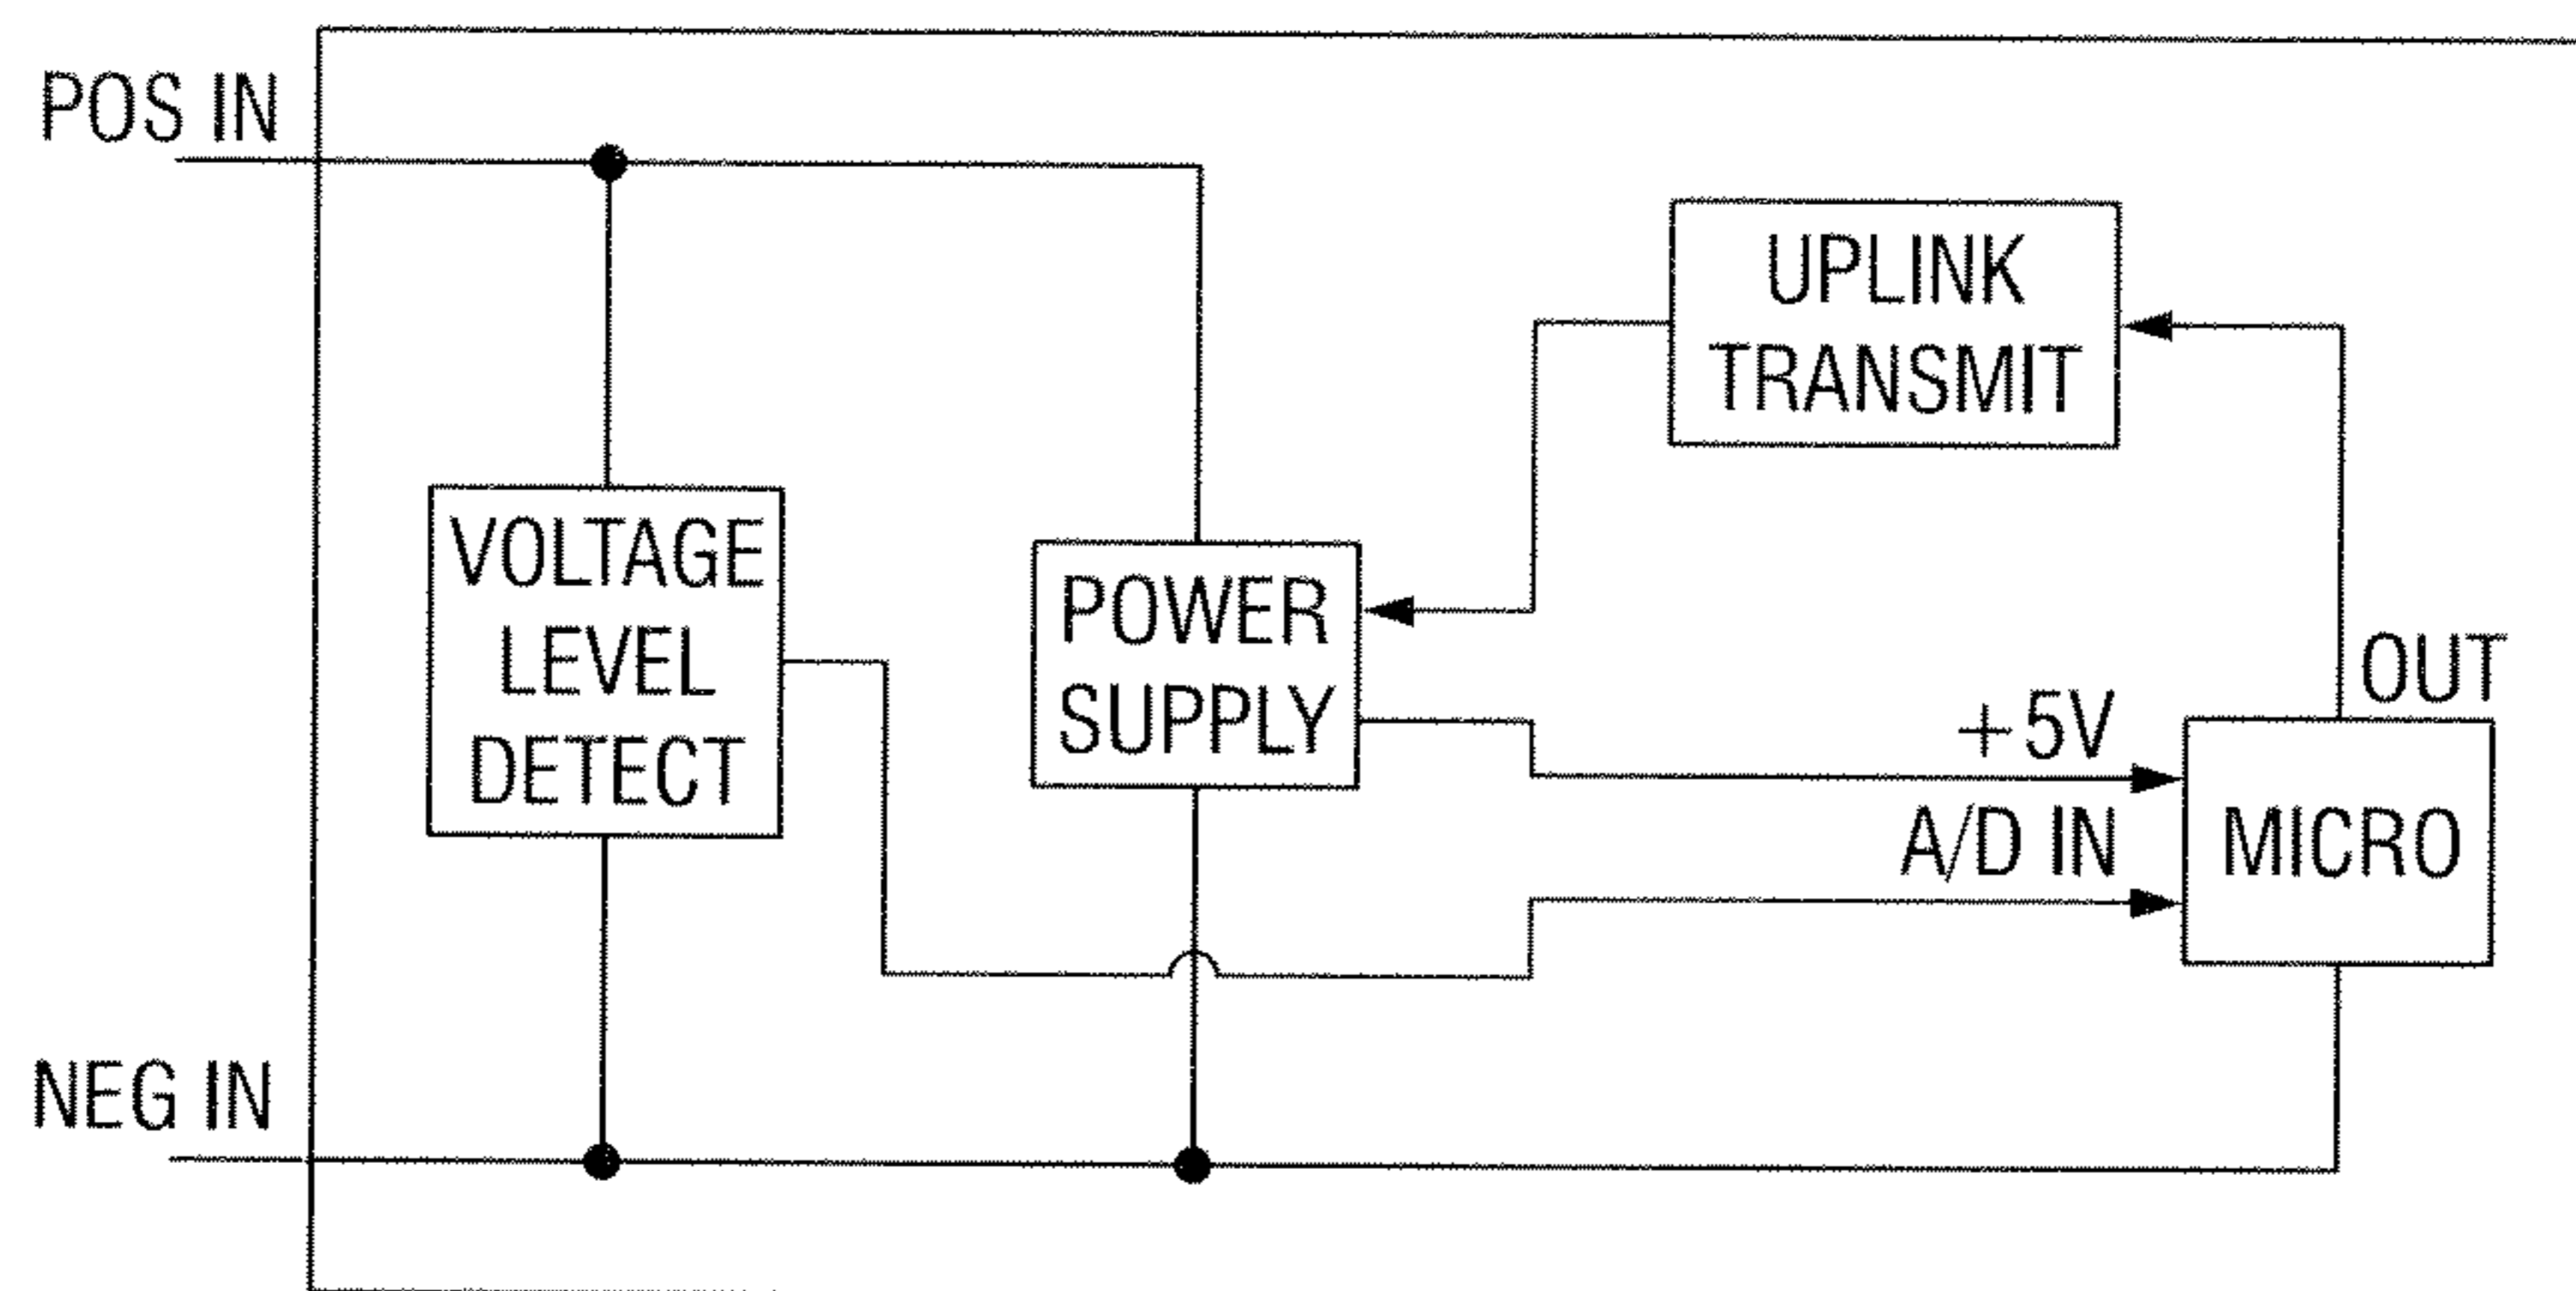 POS IN
UPLINK
TRANSMIT
VOLTAGE
LEVEL
DETECT
POWER
SUPPLY
OUT
+5V
A/D IN
MICRO
NEG IN